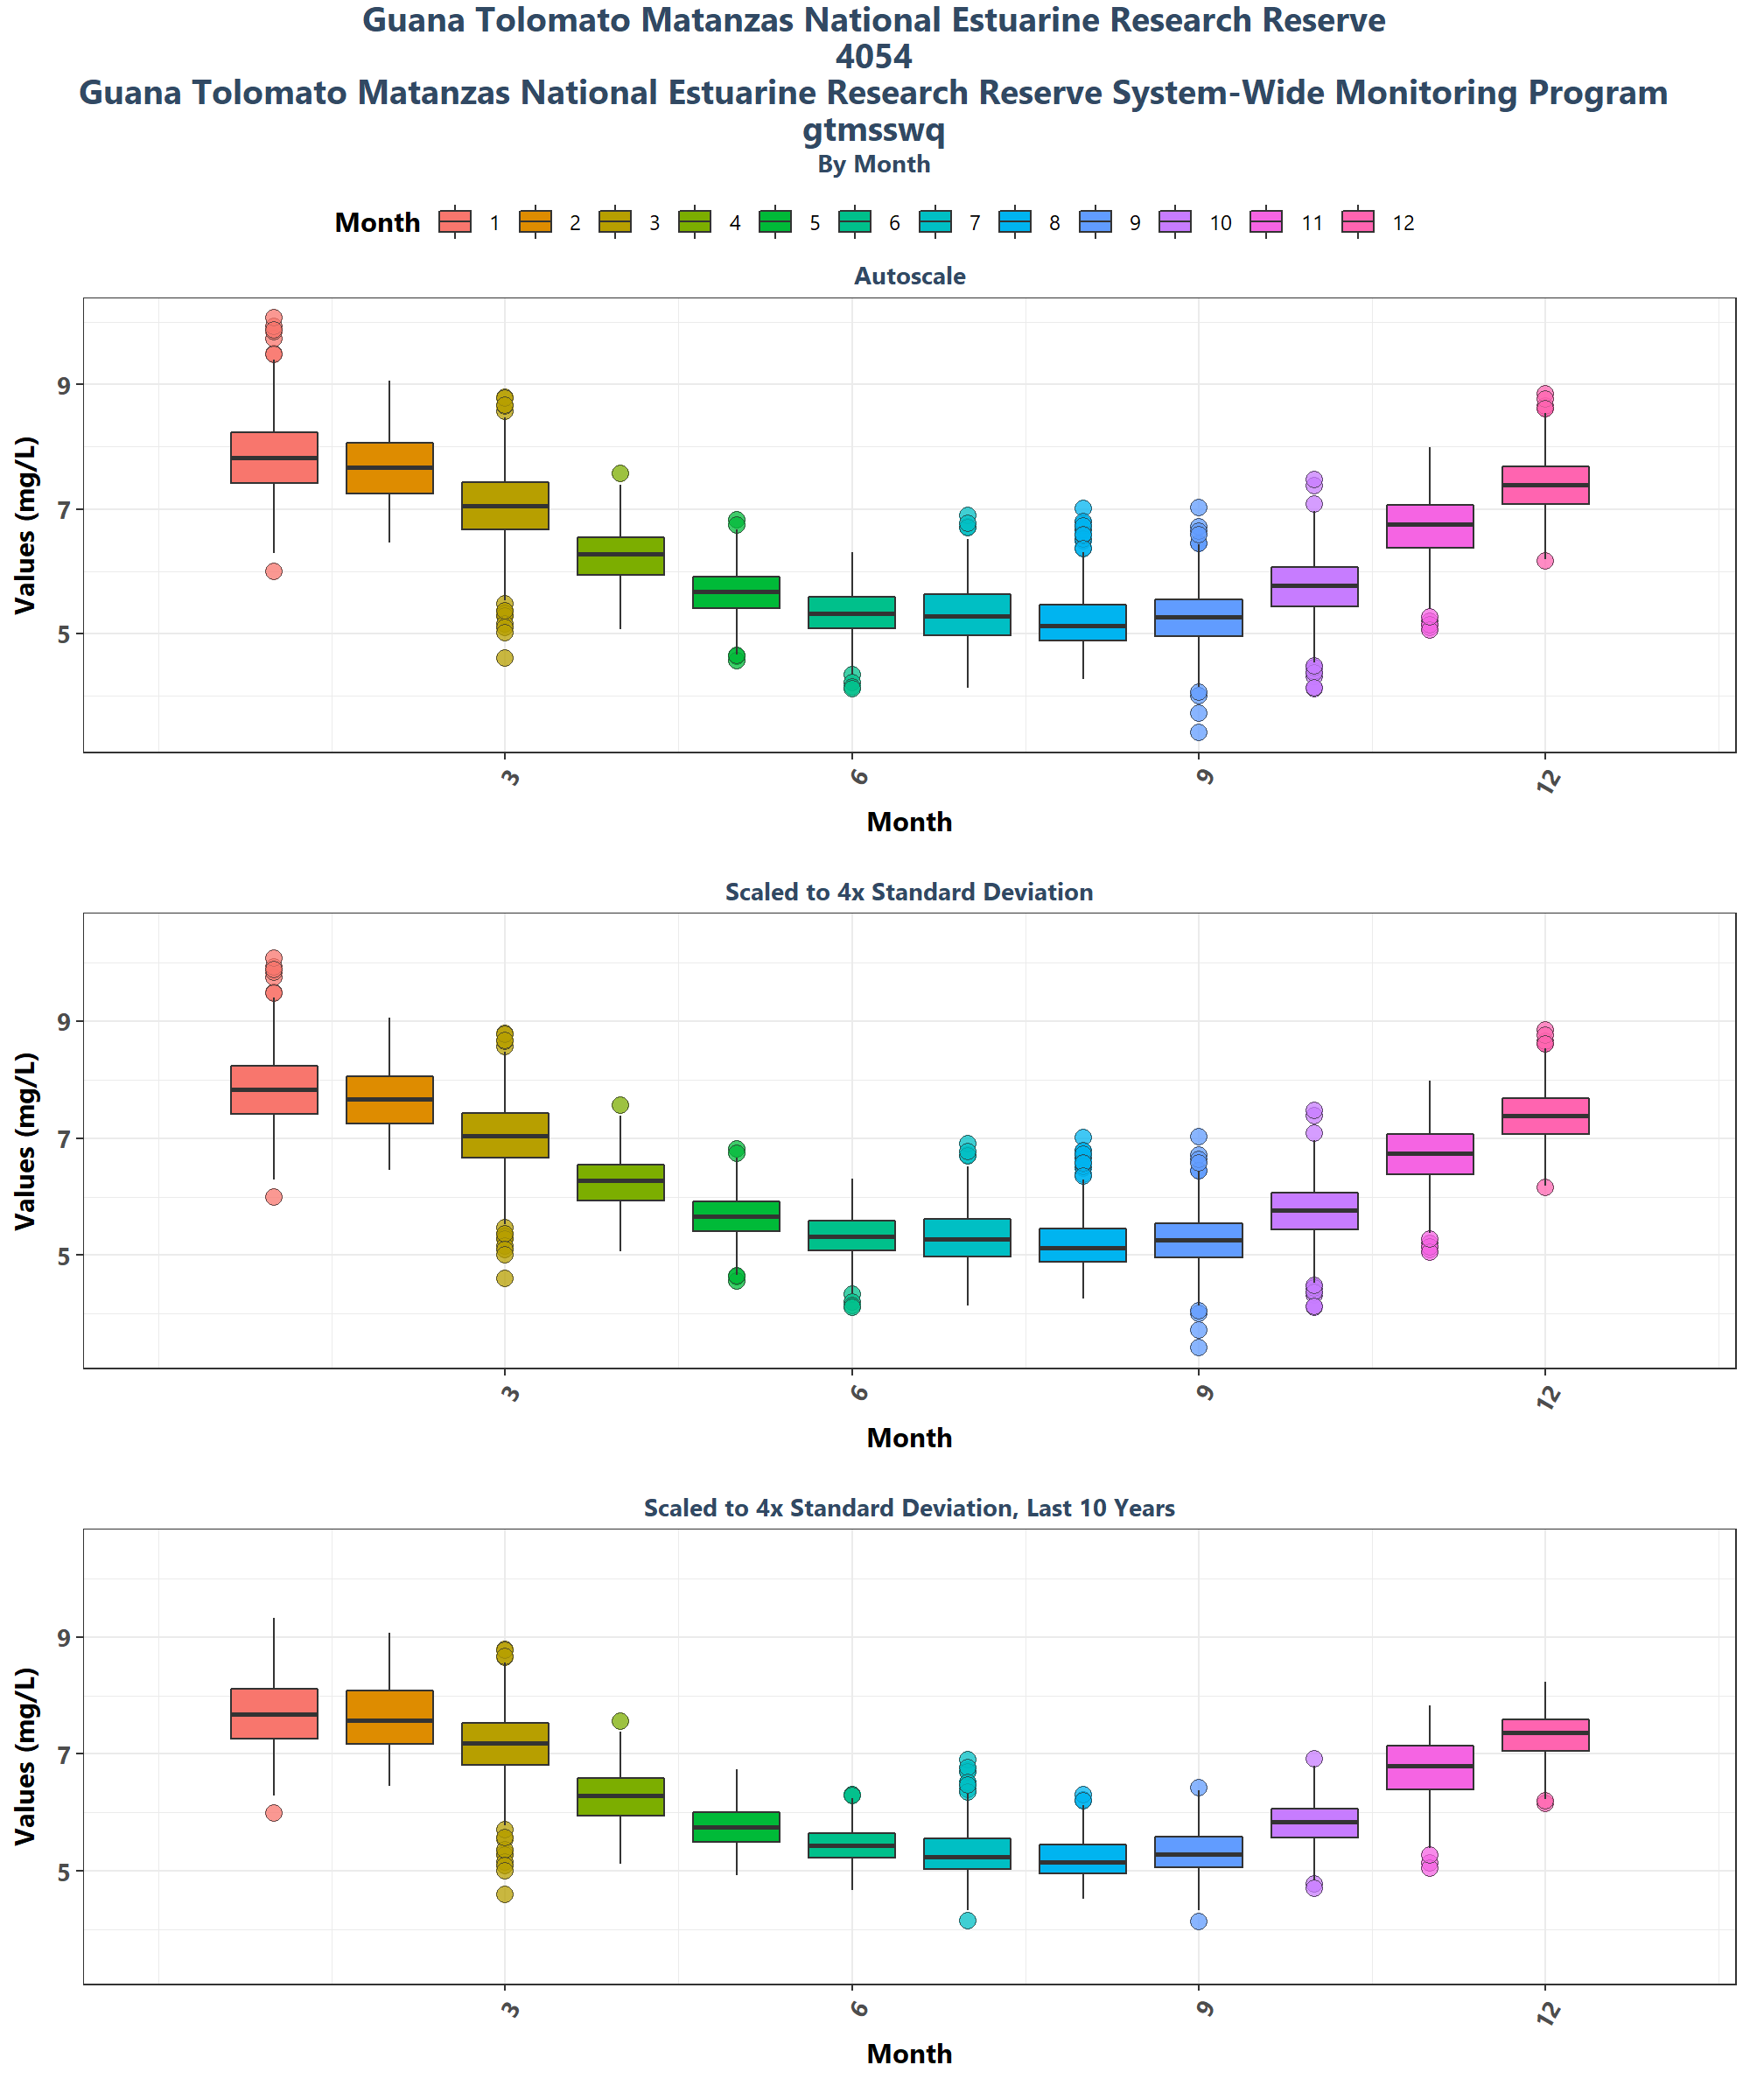 Guana Tolomato Matanzas National Estuarine Research Reserve
4054
Guana Tolomato Matanzas National Estuarine Research Reserve System-Wide Monitoring Program
gtmsswq
By Month
Month 1 2 3 4 5 6 7 8 9 10 11 12
Autoscale
Values (mg/L)
9
7
5
3 6 9 12
Month
Scaled to 4x Standard Deviation
Values (mg/L)
9
7
5
3 6 9 12
Month
Scaled to 4x Standard Deviation, Last 10 Years
Values (mg/L)
9
7
5
3 6 9 12
Month